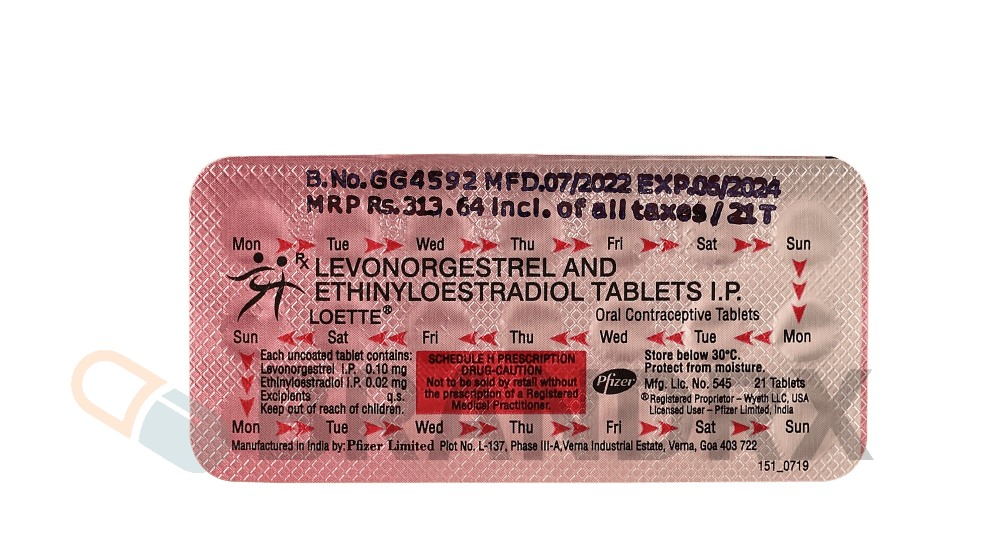 B.No.GG4592 MFD.07/2022 EXP.06/2024
MRP Rs.313.64 Incl. of all taxes / 21T
Mon Tue Wed Thu Fri Sat Sun
Rx LEVONORGESTREL AND
ETHINYLOESTRADIOL TABLETS I.P.
LOETTE® Oral Contraceptive Tablets
Sun Sat Fri Thu Wed Tue Mon
Each uncoated tablet contains:
Levonorgestrel I.P. 0.10 mg
Ethinyloestradiol I.P. 0.02 mg
Excipients q.s.
Keep out of reach of children.
SCHEDULE H PRESCRIPTION
DRUG-CAUTION
Not to be sold by retail without
the prescription of a Registered
Medical Practitioner.
Store below 30°C.
Protect from moisture.
Pfizer Mfg. Lic. No. 545 21 Tablets
®Registered Proprietor – Wyeth LLC, USA
Licensed User – Pfizer Limited, India
Mon Tue Wed Thu Fri Sat Sun
Manufactured in India by: Pfizer Limited Plot No. L-137, Phase III-A, Verna Industrial Estate, Verna, Goa 403 722
151_0719